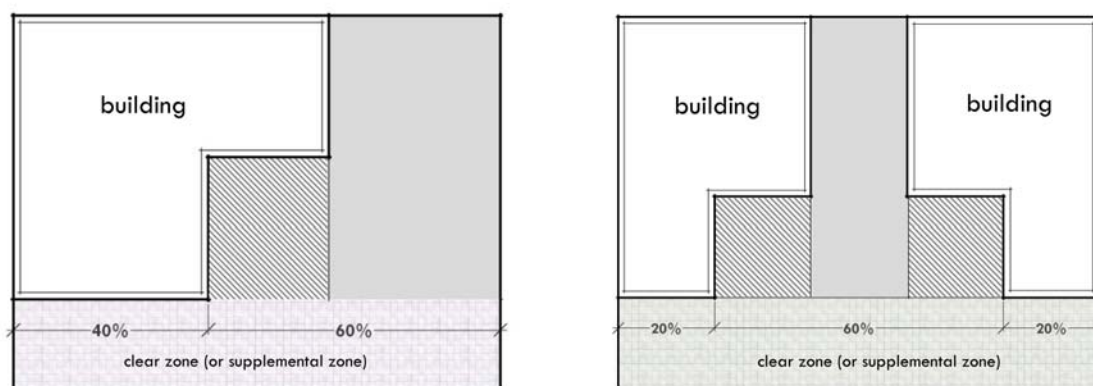 building
40%
60%
clear zone (or supplemental zone)
building
building
20%
60%
20%
clear zone (or supplemental zone)